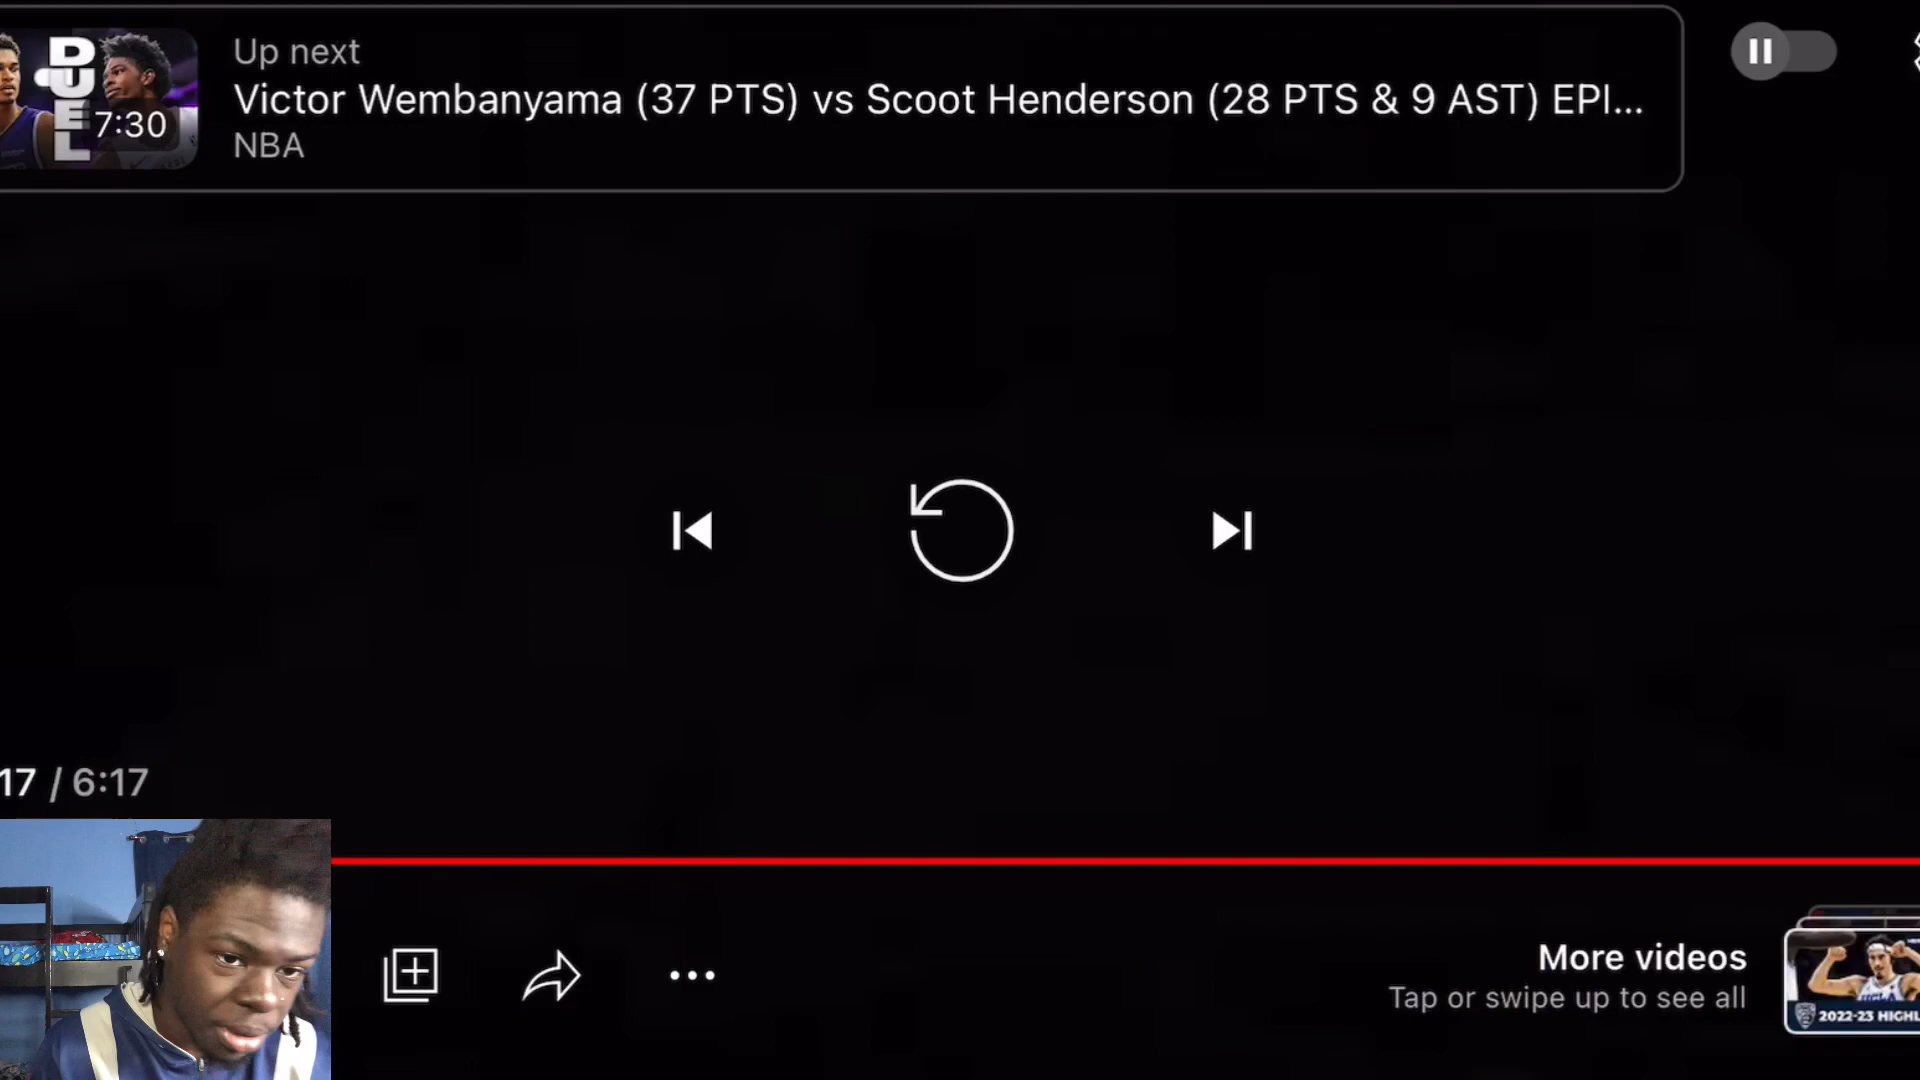 DUEL
7:30
Up next
Victor Wembanyama (37 PTS) vs Scoot Henderson (28 PTS & 9 AST) EPI...
NBA
17 / 6:17
More videos
Tap or swipe up to see all
2022-23